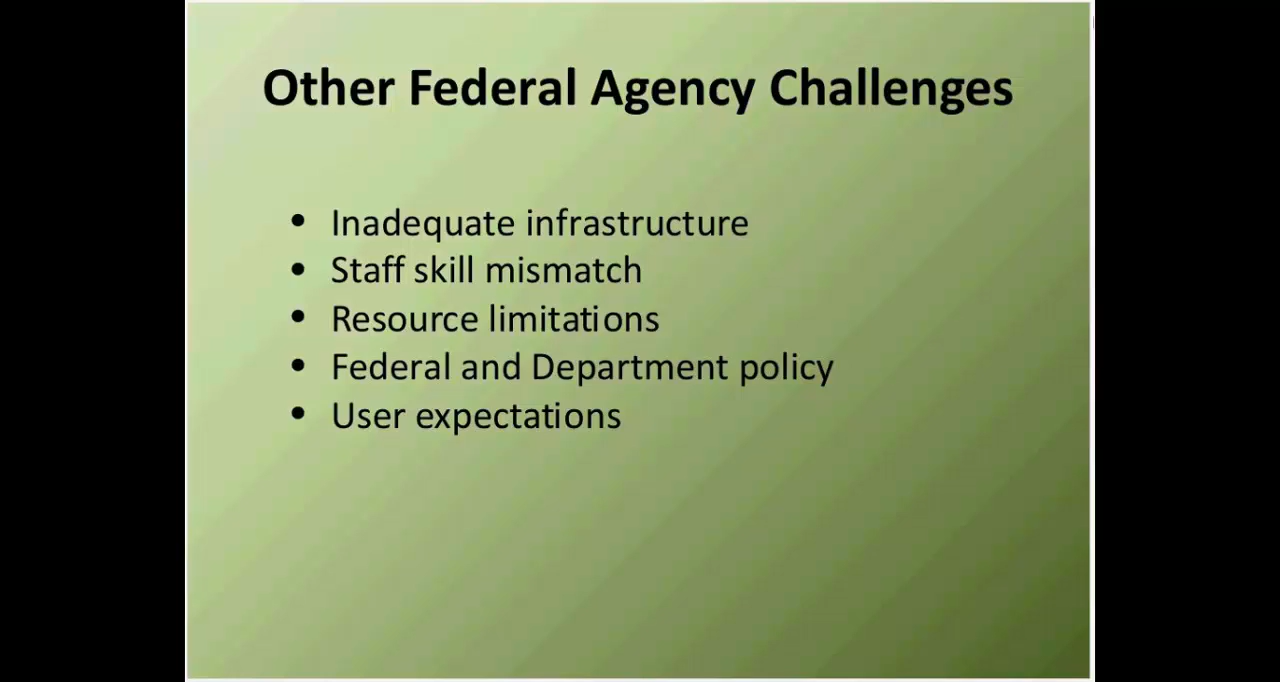 Other Federal Agency Challenges
• Inadequate infrastructure
• Staff skill mismatch
• Resource limitations
• Federal and Department policy
• User expectations